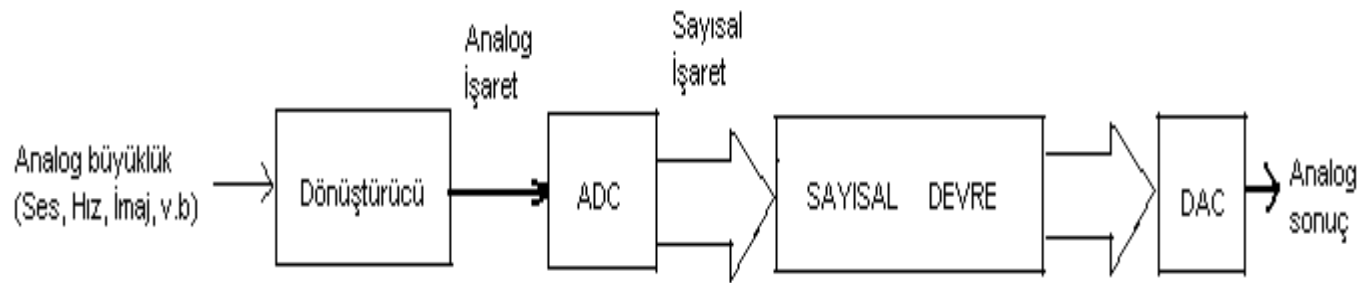 Analog büyüklük
(Ses, Hız, İmaj, v.b)
Dönüştürücü
Analog
İşaret
ADC
Sayısal
İşaret
SAYISAL DEVRE
DAC
Analog
sonuç